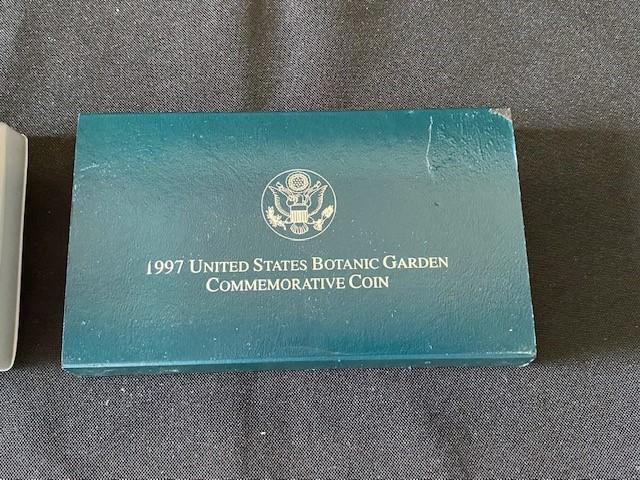 1997 United States Botanic Garden
Commemorative Coin